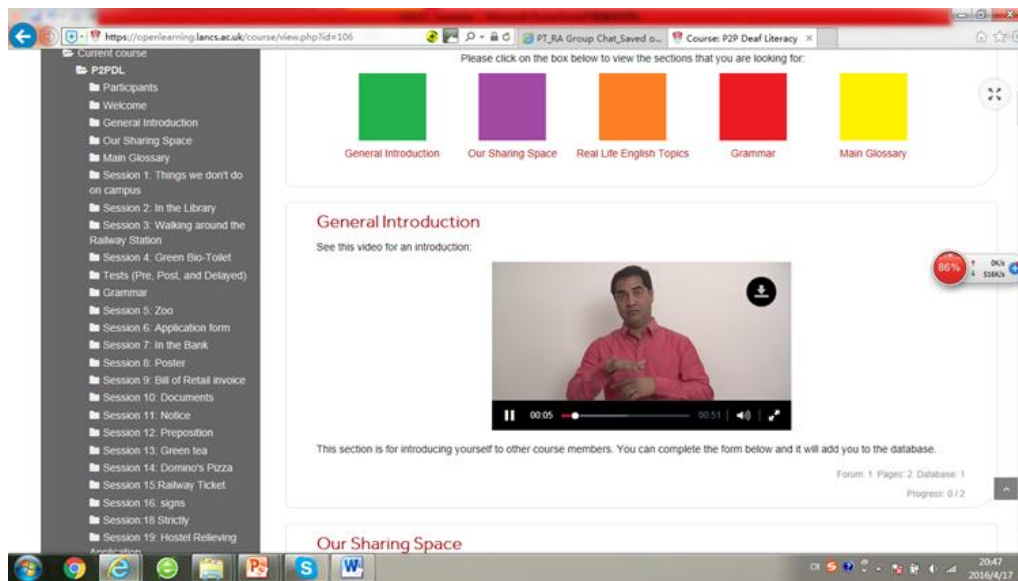 https://openlearning.lancs.ac.uk/course/view.php?id=106
PT_RA Group Chat_Saved o...
Course: P2P Deaf Literacy
Current course
P2PDL
Participants
Welcome
General Introduction
Our Sharing Space
Main Glossary
Session 1: Things we don't do
on campus
Session 2: In the Library
Session 3: Walking around the
Railway Station
Session 4: Green Bio-Toilet
Tests (Pre, Post, and Delayed)
Grammar
Session 5: Zoo
Session 6: Application form
Session 7: In the Bank
Session 8: Poster
Session 9: Bill of Retail invoice
Session 10: Documents
Session 11: Notice
Session 12: Preposition
Session 13: Green tea
Session 14: Domino's Pizza
Session 15:Railway Ticket
Session 16: signs
Session:18 Strictly
Session 19: Hostel Relieving
Application
Please click on the box below to view the sections that you are looking for:
General Introduction
Our Sharing Space
Real Life English Topics
Grammar
Main Glossary
General Introduction
See this video for an introduction:
00:05
00:51
This section is for introducing yourself to other course members. You can complete the form below and it will add you to the database.
Forum: 1 Pages: 2 Database: 1
Progress: 0 / 2
Our Sharing Space
86%
0K/s
516K/s
CH
20:47
2016/4/17